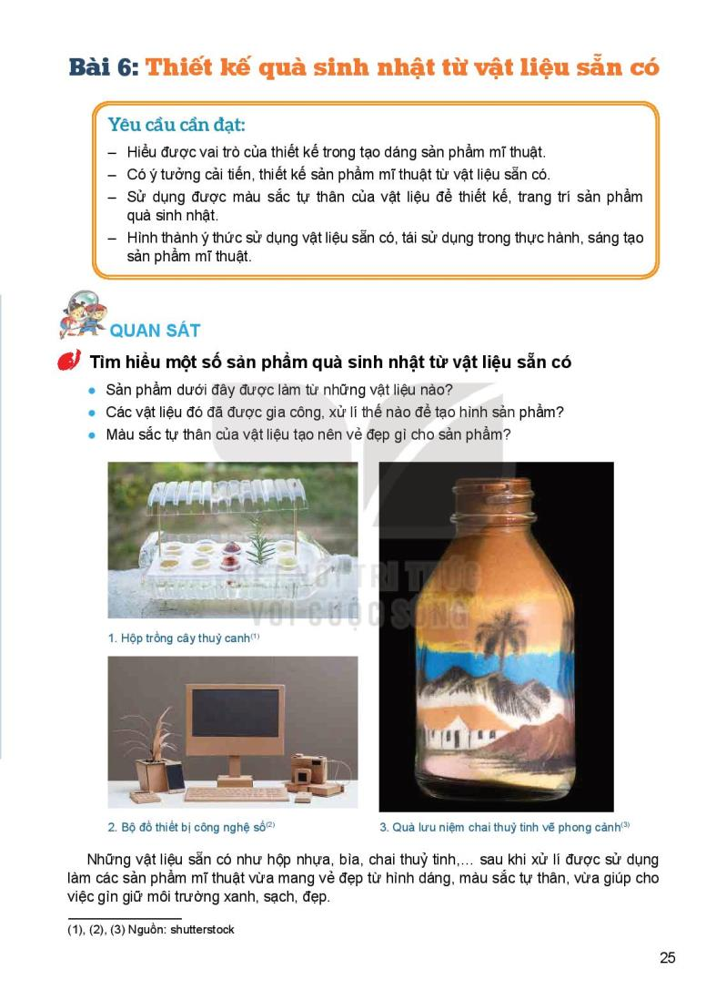 Bài 6: Thiết kế quà sinh nhật từ vật liệu sẵn có
Yêu cầu cần đạt:
– Hiểu được vai trò của thiết kế trong tạo dáng sản phẩm mĩ thuật.
– Có ý tưởng cải tiến, thiết kế sản phẩm mĩ thuật từ vật liệu sẵn có.
– Sử dụng được màu sắc tự thân của vật liệu để thiết kế, trang trí sản phẩm
quà sinh nhật.
– Hình thành ý thức sử dụng vật liệu sẵn có, tái sử dụng trong thực hành, sáng tạo
sản phẩm mĩ thuật.
QUAN SÁT
Tìm hiểu một số sản phẩm quà sinh nhật từ vật liệu sẵn có
• Sản phẩm dưới đây được làm từ những vật liệu nào?
• Các vật liệu đó đã được gia công, xử lí thế nào để tạo hình sản phẩm?
• Màu sắc tự thân của vật liệu tạo nên vẻ đẹp gì cho sản phẩm?
KẾT NỐI TRI THỨC
VỚI CUỘC SỐNG
1. Hộp trồng cây thuỷ canh(1)
2. Bộ đồ thiết bị công nghệ số(2)
3. Quà lưu niệm chai thuỷ tinh vẽ phong cảnh(3)
Những vật liệu sẵn có như hộp nhựa, bìa, chai thuỷ tinh,... sau khi xử lí được sử dụng
làm các sản phẩm mĩ thuật vừa mang vẻ đẹp từ hình dáng, màu sắc tự thân, vừa giúp cho
việc gìn giữ môi trường xanh, sạch, đẹp.
(1), (2), (3) Nguồn: shutterstock
25